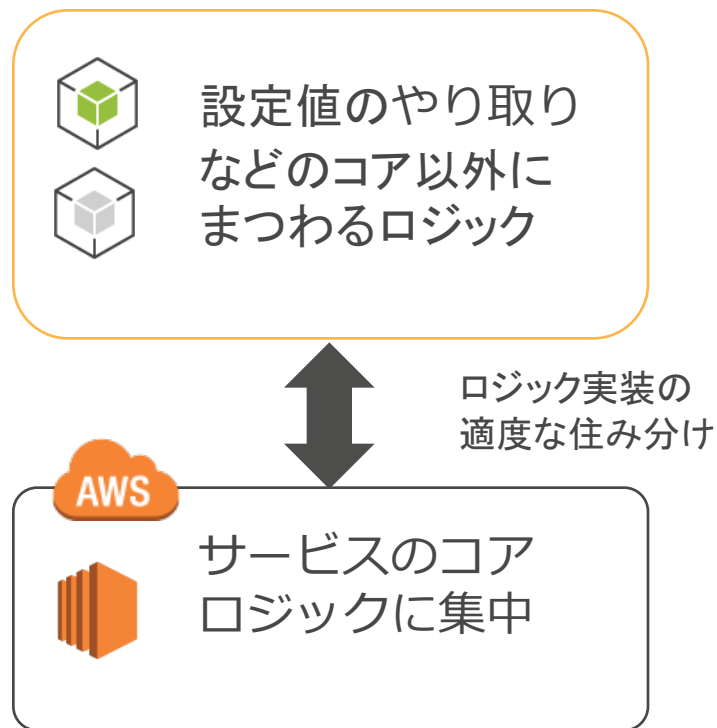 設定値のやり取り
などのコア以外に
まつわるロジック
ロジック実装の
適度な住み分け
AWS
サービスのコア
ロジックに集中